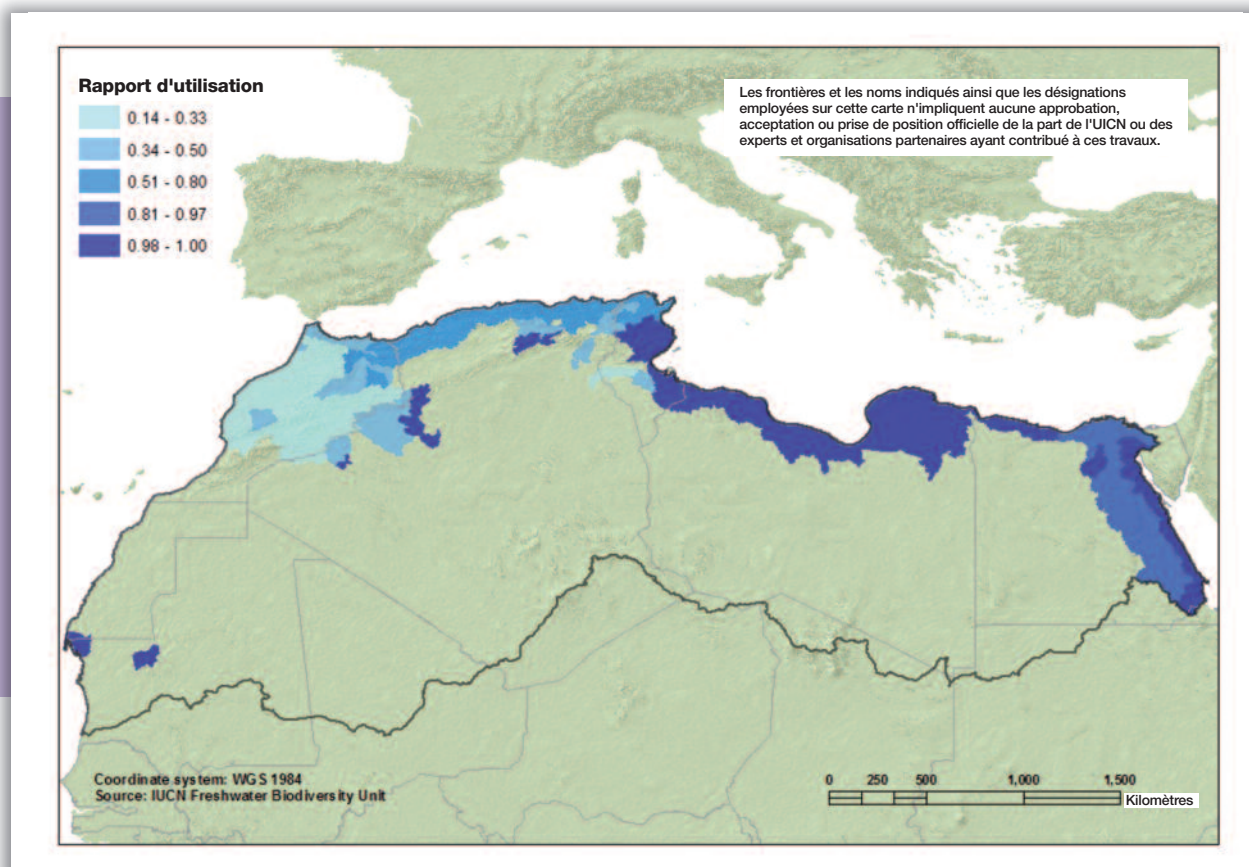 Rapport d'utilisation
0.14 - 0.33
0.34 - 0.50
0.51 - 0.80
0.81 - 0.97
0.98 - 1.00
Les frontières et les noms indiqués ainsi que les désignations
employées sur cette carte n'impliquent aucune approbation,
acceptation ou prise de position officielle de la part de l'UICN ou des
experts et organisations partenaires ayant contribué à ces travaux.
Coordinate system: WGS 1984
Source: IUCN Freshwater Biodiversity Unit
0 250 500 1,000 1,500
Kilomètres